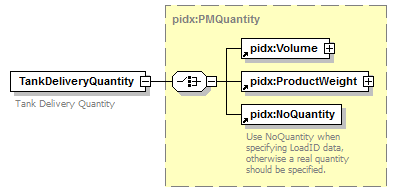 pidx:PMQuantity
pidx:Volume
TankDeliveryQuantity
Tank Delivery Quantity
pidx:ProductWeight
pidx:NoQuantity
Use NoQuantity when
specifying LoadID data,
otherwise a real quantity
should be specified.